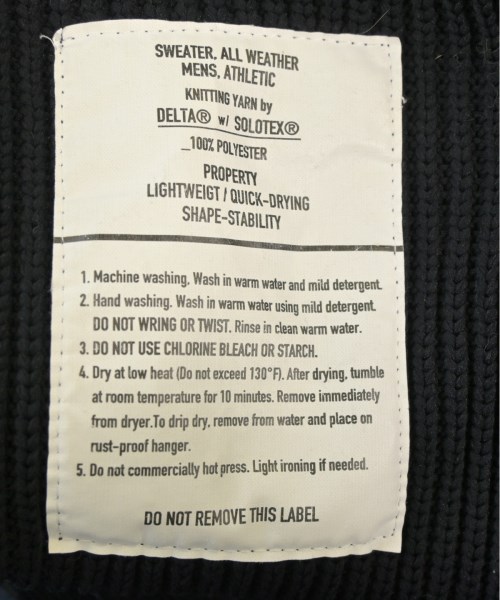 SWEATER, ALL WEATHER
MENS, ATHLETIC
KNITTING YARN by
DELTA® w/ SOLOTEX®
_100% POLYESTER
PROPERTY
LIGHTWEIGT / QUICK-DRYING
SHAPE-STABILITY
1. Machine washing. Wash in warm water and mild detergent.
2. Hand washing. Wash in warm water using mild detergent.
DO NOT WRING OR TWIST. Rinse in clean warm water.
3. DO NOT USE CHLORINE BLEACH OR STARCH.
4. Dry at low heat (Do not exceed 130°F). After drying, tumble
at room temperature for 10 minutes. Remove immediately
from dryer.To drip dry, remove from water and place on
rust-proof hanger.
5. Do not commercially hot press. Light ironing if needed.
DO NOT REMOVE THIS LABEL